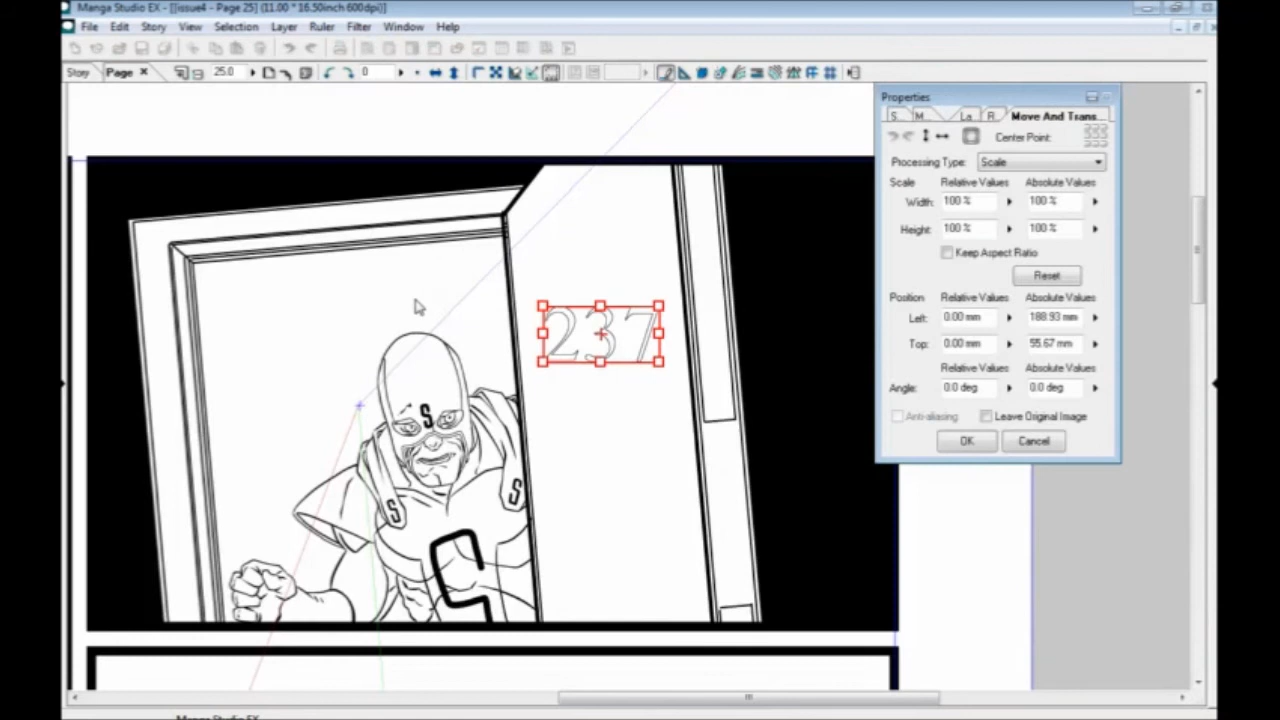 Manga Studio EX - [[issue4 - Page 25] (11.00 * 16.50inch 600dpi)]
File Edit Story View Selection Layer Ruler Filter Window Help
Story Page 25.0 0
Properties
S. M... La R. Move And Trans...
Center Point:
Processing Type: Scale
Scale Relative Values Absolute Values
Width: 100 % 100 %
Height: 100 % 100 %
Keep Aspect Ratio
Reset
Position Relative Values Absolute Values
Left: 0.00 mm 188.93 mm
Top: 0.00 mm 55.67 mm
Relative Values Absolute Values
Angle: 0.0 deg 0.0 deg
Anti-aliasing Leave Original Image
OK Cancel
237
S
S
S
S
Manga Studio EX